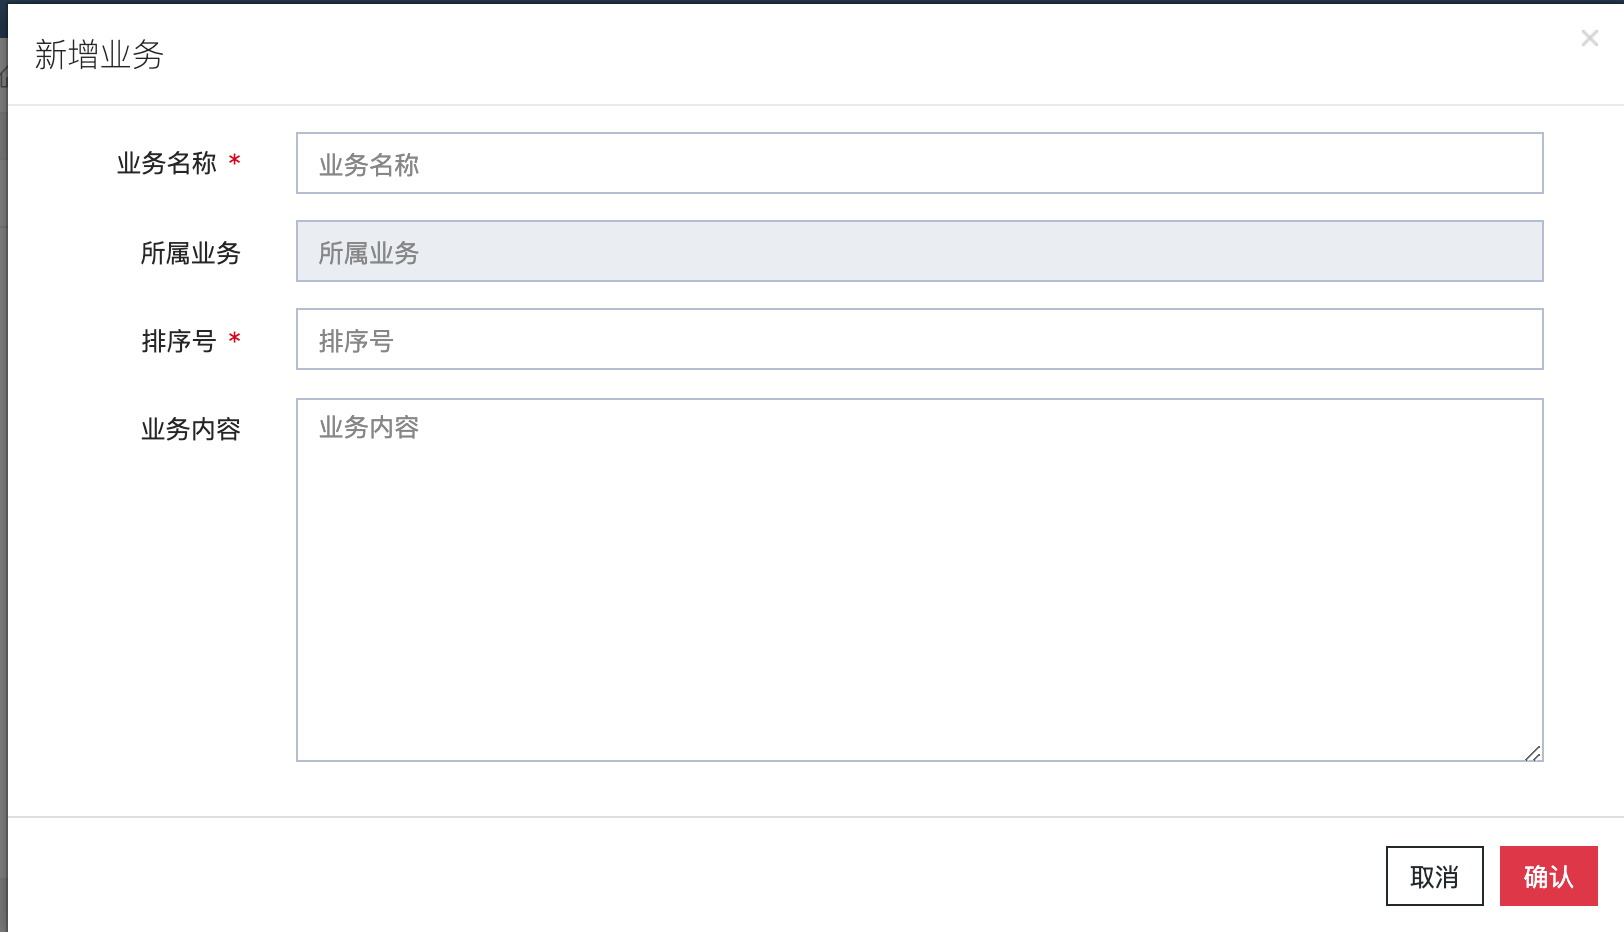 新增业务
×
业务名称 *
业务名称
所属业务
所属业务
排序号 *
排序号
业务内容
业务内容
取消
确认